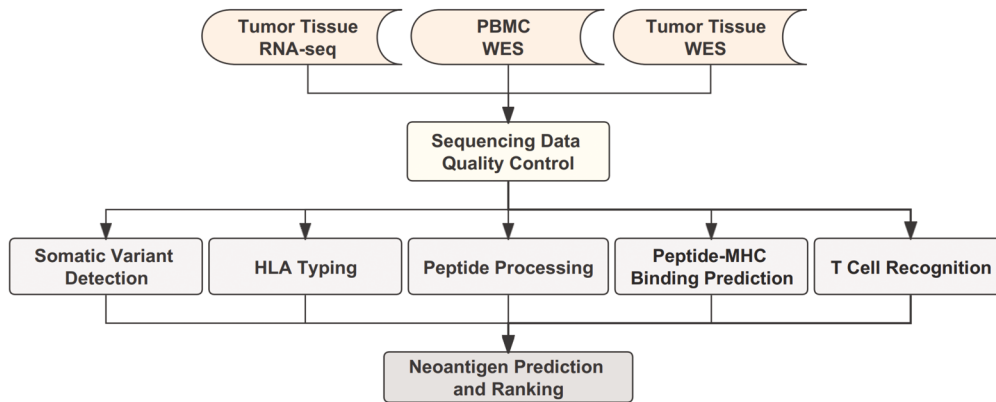 Tumor Tissue
RNA-seq
PBMC
WES
Tumor Tissue
WES
Sequencing Data
Quality Control
Somatic Variant
Detection
HLA Typing
Peptide Processing
Peptide-MHC
Binding Prediction
T Cell Recognition
Neoantigen Prediction
and Ranking